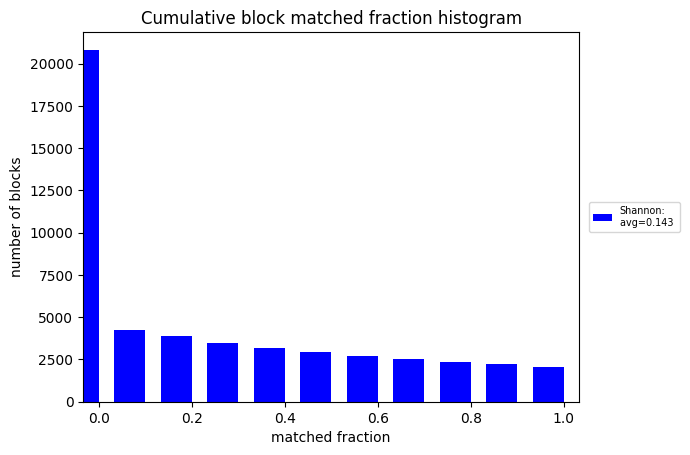 Cumulative block matched fraction histogram
number of blocks
20000
17500
15000
12500
10000
7500
5000
2500
0
0.0 0.2 0.4 0.6 0.8 1.0
matched fraction
Shannon:
avg=0.143